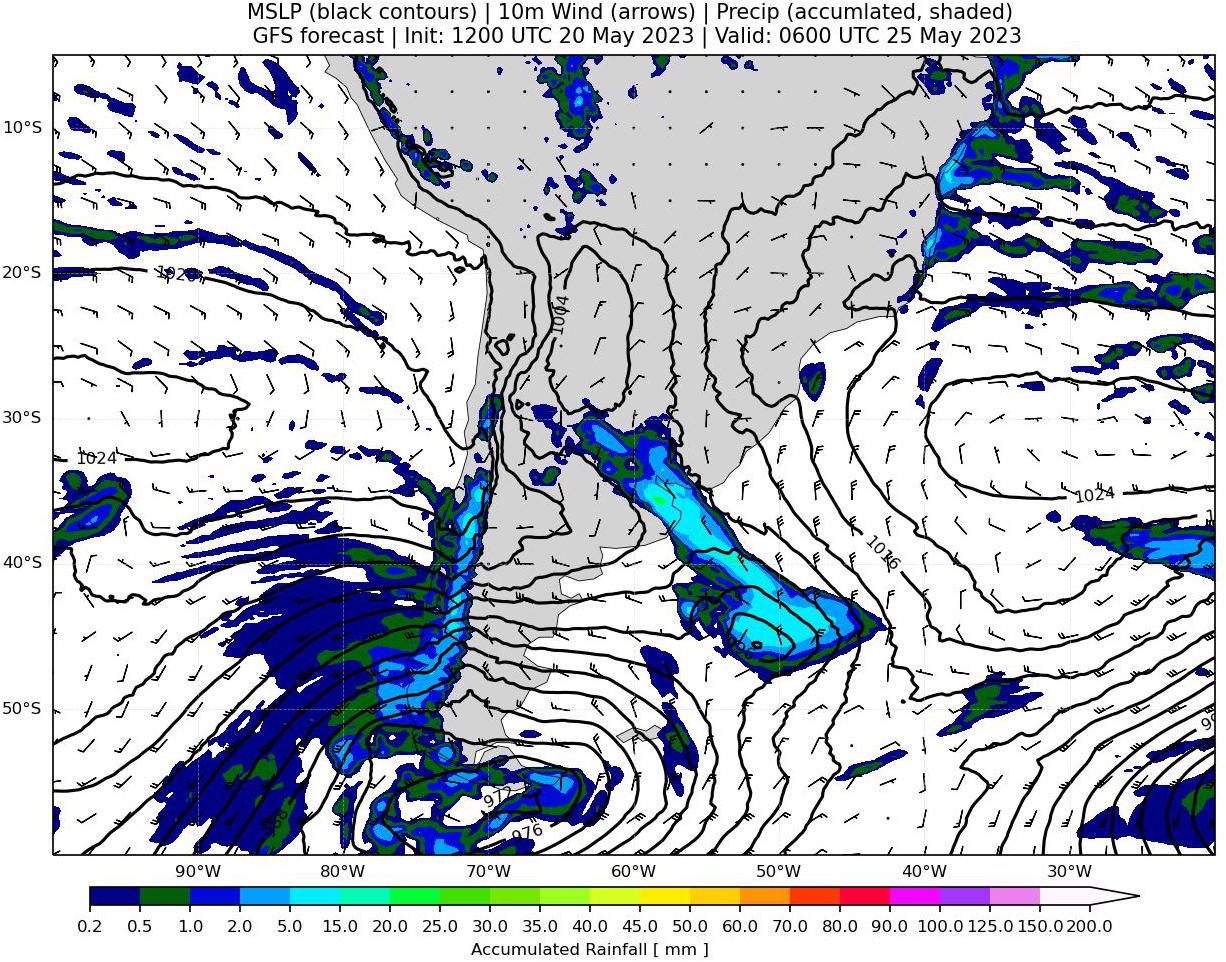 MSLP (black contours) | 10m Wind (arrows) | Precip (accumlated, shaded)
GFS forecast | Init: 1200 UTC 20 May 2023 | Valid: 0600 UTC 25 May 2023
10°S
20°S
30°S
40°S
50°S
1020
1004
1024
1024
1016
976
90°W
80°W
70°W
60°W
50°W
40°W
30°W
0.2 0.5 1.0 2.0 5.0 10.0 15.0 20.0 25.0 30.0 35.0 40.0 45.0 50.0 60.0 70.0 80.0 90.0 100.0 125.0 150.0 200.0
Accumulated Rainfall [ mm ]